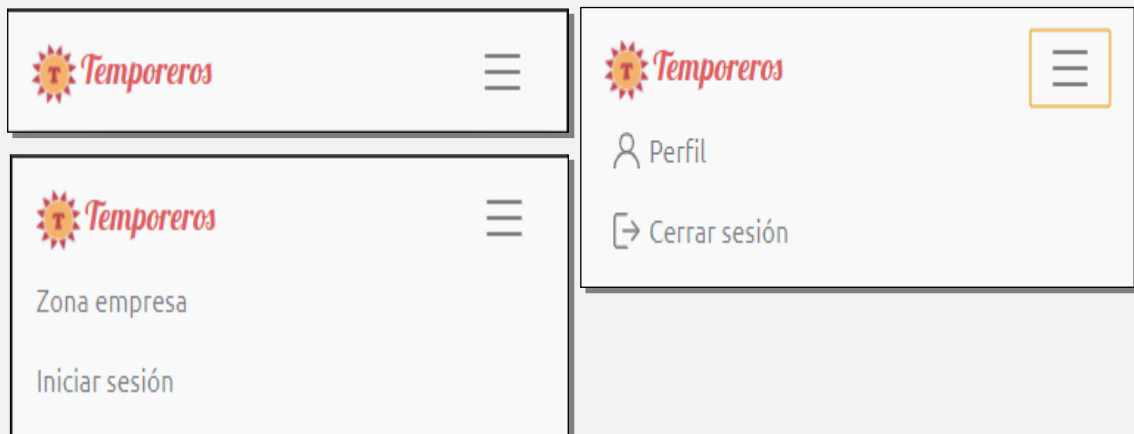 T Temporeros
T Temporeros
Zona empresa
Iniciar sesión
T Temporeros
Perfil
Cerrar sesión